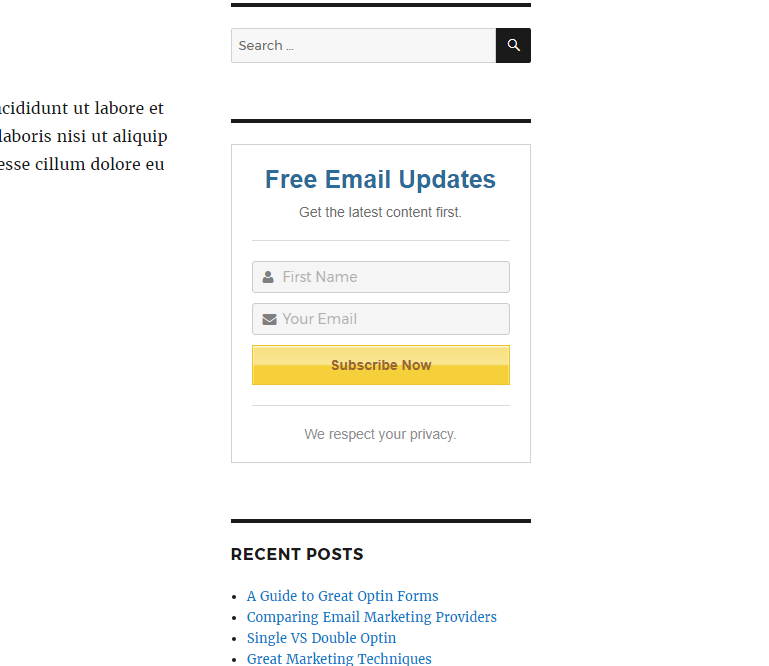 Search …
ncididunt ut labore et
laboris nisi ut aliquip
esse cillum dolore eu
Free Email Updates
Get the latest content first.
First Name
Your Email
Subscribe Now
We respect your privacy.
RECENT POSTS
A Guide to Great Optin Forms
Comparing Email Marketing Providers
Single VS Double Optin
Great Marketing Techniques